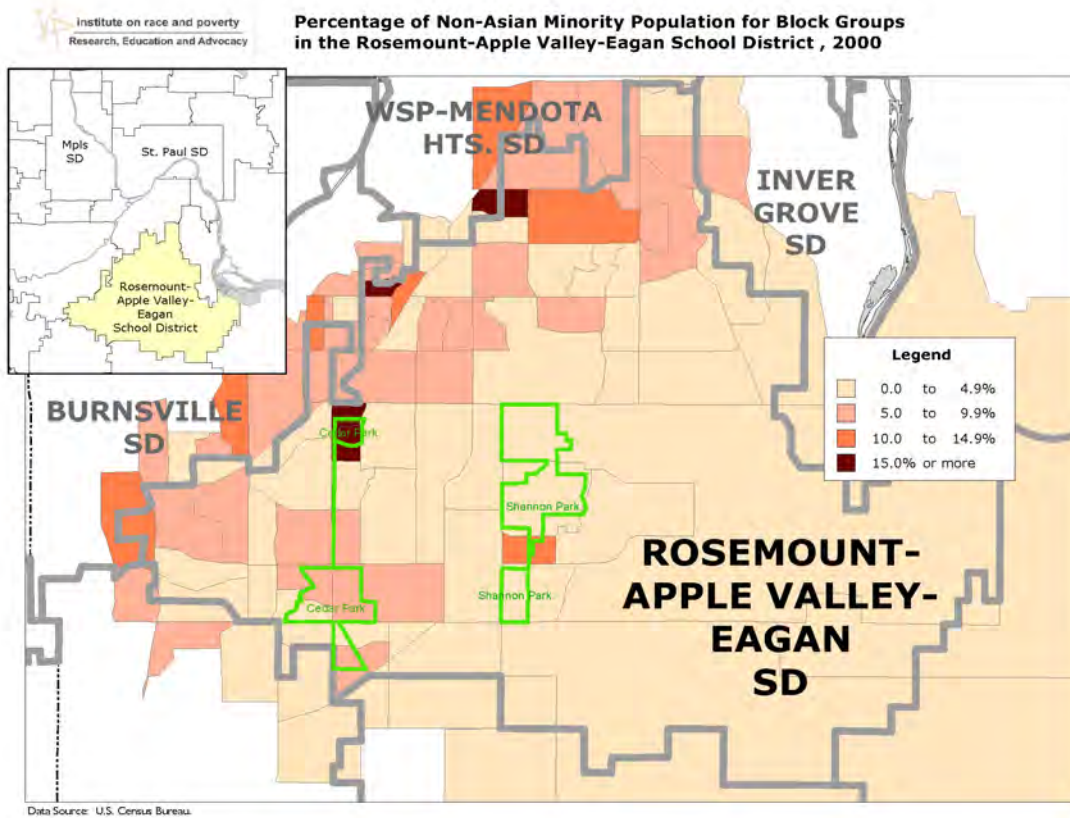 institute on race and poverty
Research, Education and Advocacy
Percentage of Non-Asian Minority Population for Block Groups
in the Rosemount-Apple Valley-Eagan School District , 2000
Mpls
SD
St. Paul SD
Rosemount-
Apple Valley-
Eagan
School District
WSP-MENDOTA
HTS. SD
INVER
GROVE
SD
Legend
0.0 to 4.9%
5.0 to 9.9%
10.0 to 14.9%
15.0% or more
BURNSVILLE
SD
Cedar Park
Shannon Park
Shannon Park
Cedar Park
ROSEMOUNT-
APPLE VALLEY-
EAGAN
SD
Data Source: U.S. Census Bureau.